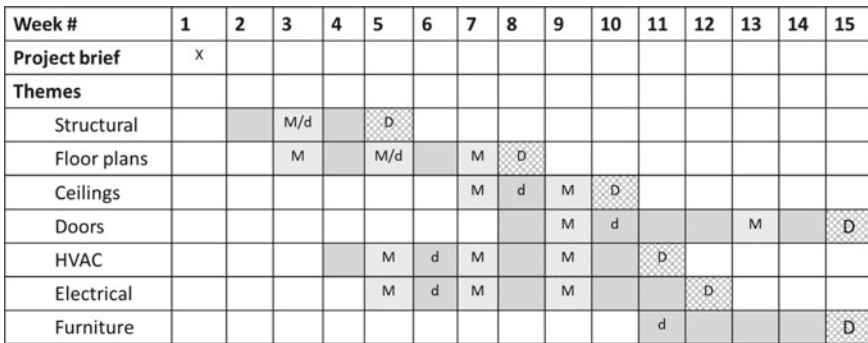 Week # 1 2 3 4 5 6 7 8 9 10 11 12 13 14 15
Project brief X
Themes
Structural M/d D
Floor plans M M/d M D
Ceilings M d M D
Doors M d M D
HVAC M d M M D
Electrical M d M M D
Furniture d D